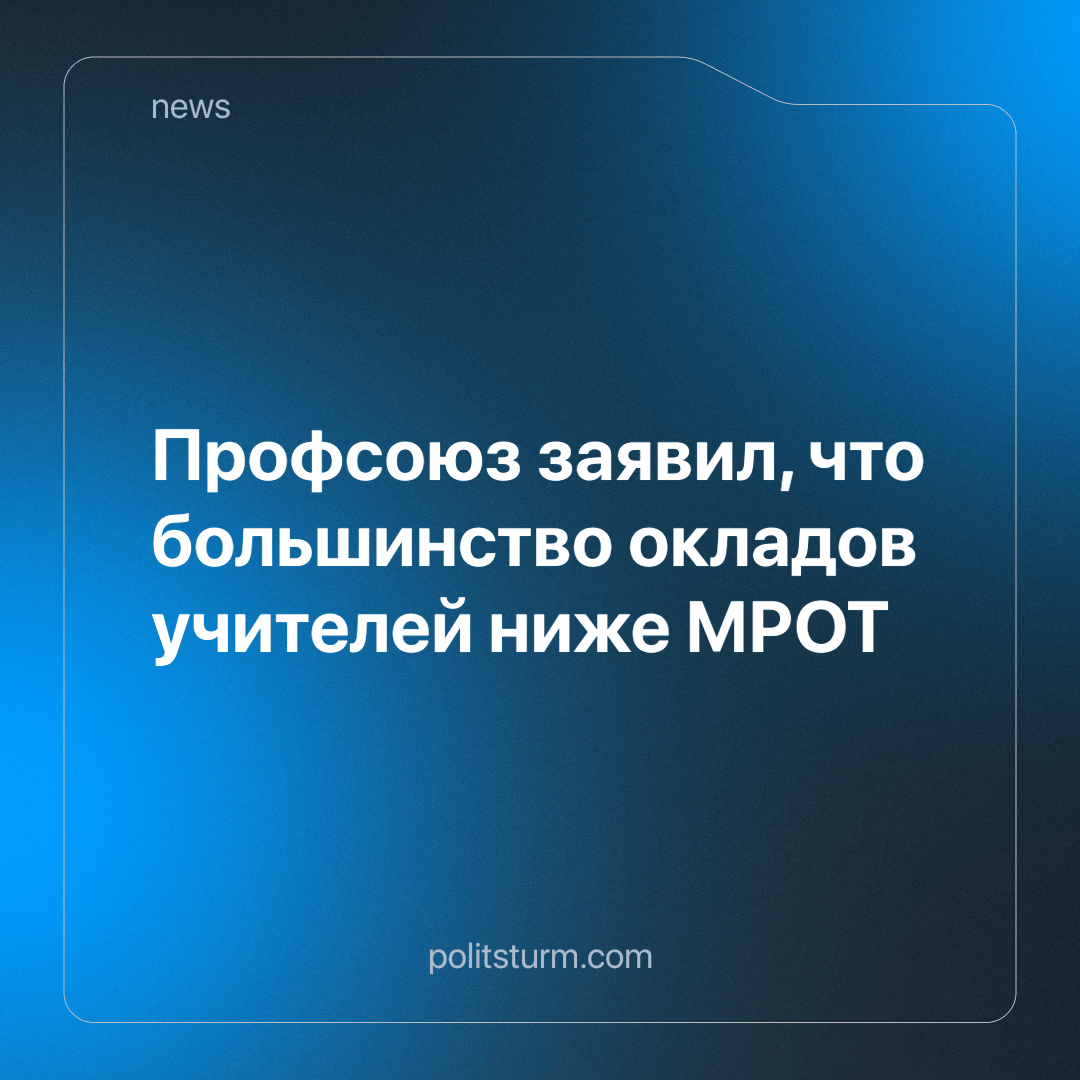 news
Профсоюз заявил, что
большинство окладов
учителей ниже МРОТ
politsturm.com